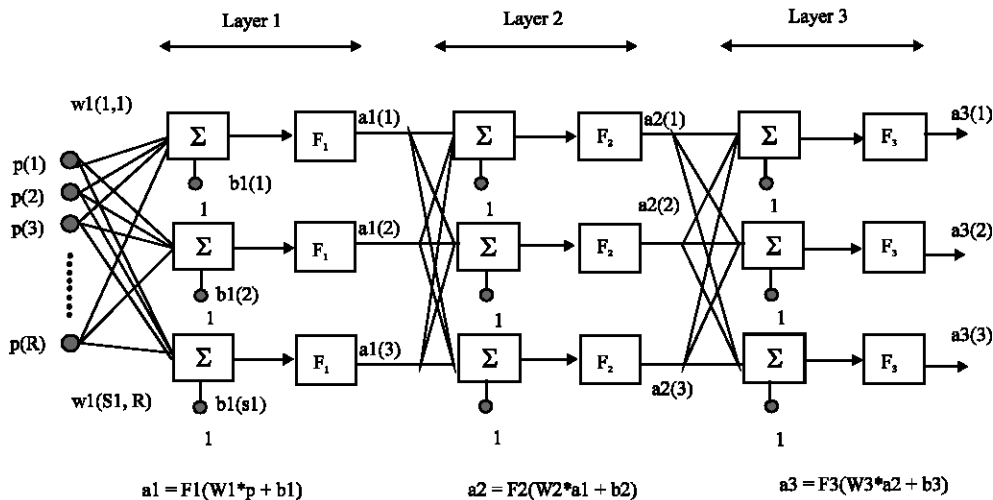 Layer 1 Layer 2 Layer 3
w1(1,1)
Σ F₁ a1(1) Σ F₂ a2(1) Σ F₃ a3(1)
p(1)
b1(1)
p(2)
1 1 1
a2(2)
p(3)
Σ F₁ a1(2) Σ F₂ Σ F₃ a3(2)
b1(2)
1 1 1
p(R)
Σ F₁ a1(3) Σ F₂ a2(3) Σ F₃ a3(3)
w1(S1, R)
b1(s1)
1 1 1
a1 = F1(W1*p + b1) a2 = F2(W2*a1 + b2) a3 = F3(W3*a2 + b3)